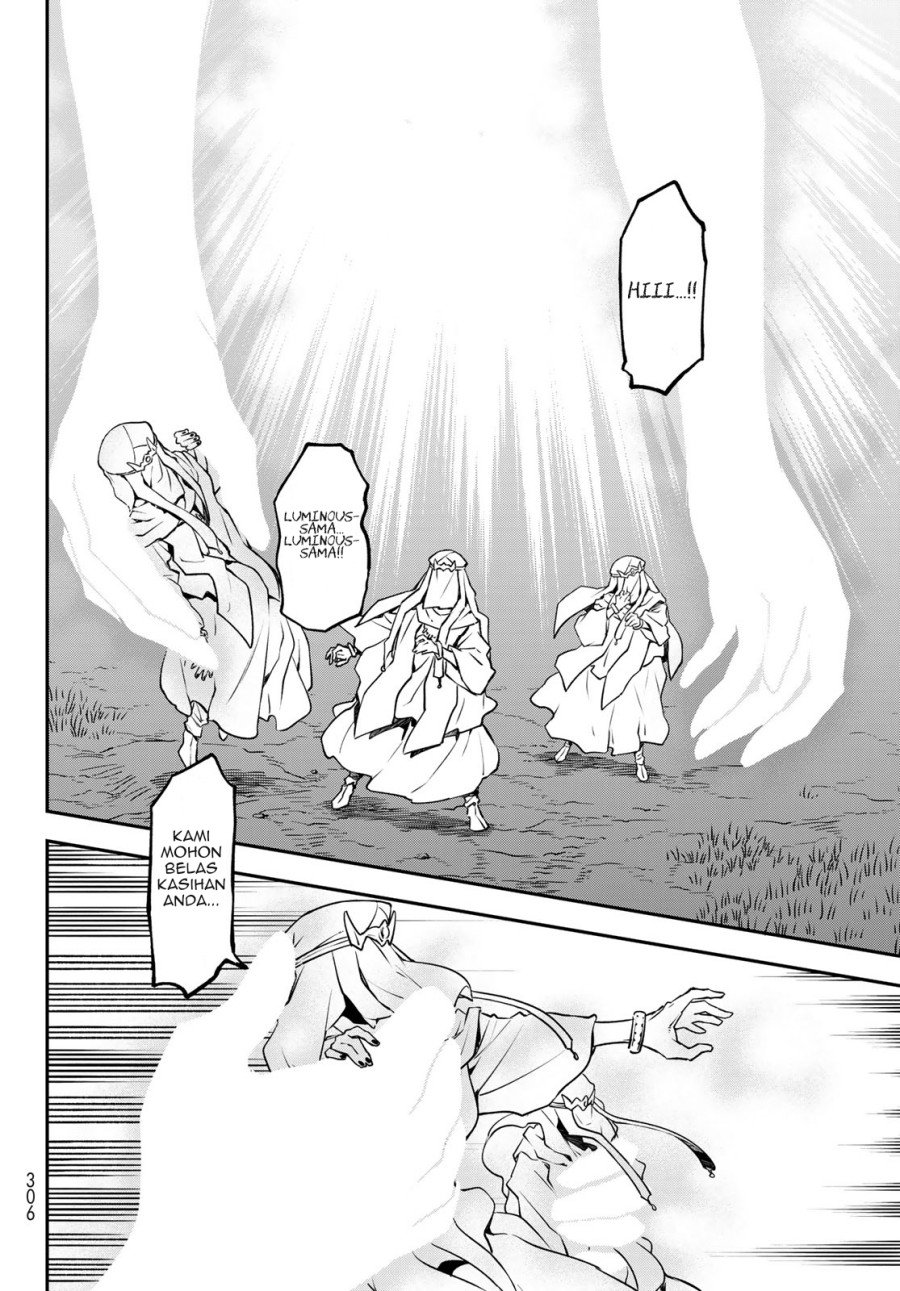 HIII...!!
LUMINOUS-
SAMA...
LUMINOUS-
SAMA!!
KAMI
MOHON
BELAS
KASIHAN
ANDA...
306